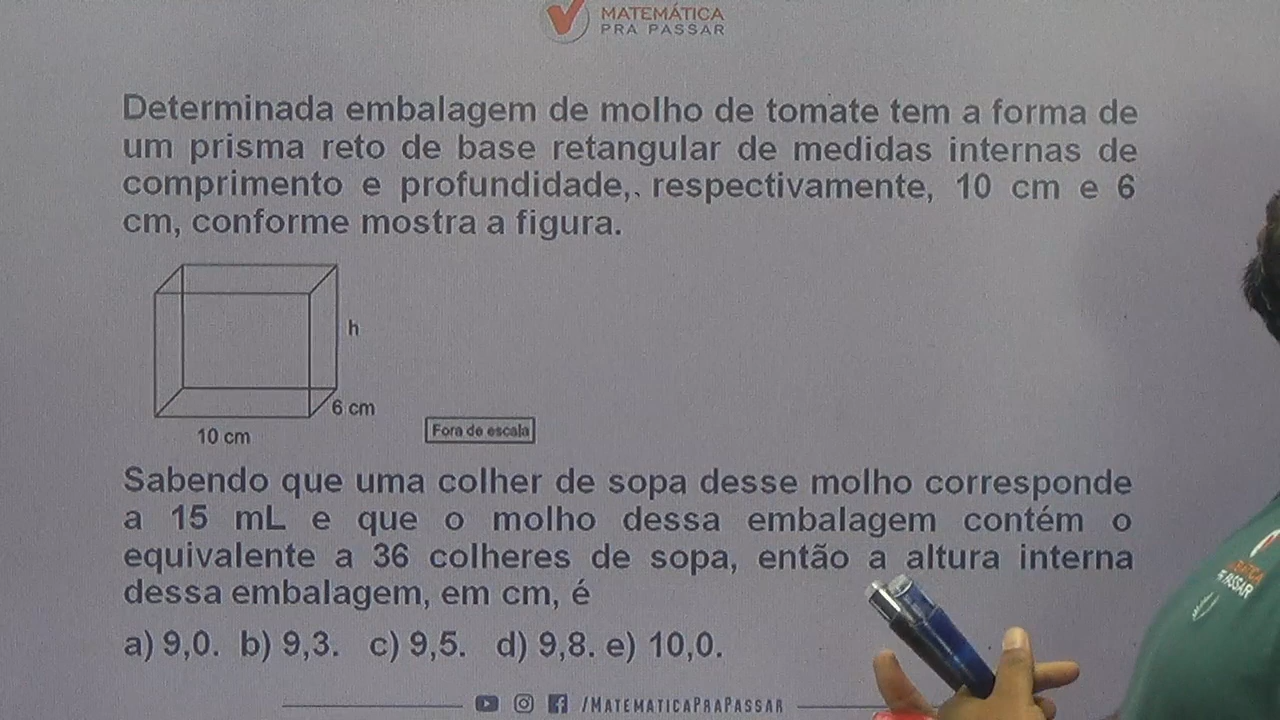 MATEMÁTICA
PRA PASSAR
Determinada embalagem de molho de tomate tem a forma de
um prisma reto de base retangular de medidas internas de
comprimento e profundidade,, respectivamente, 10 cm e 6
cm, conforme mostra a figura.
h
6 cm
10 cm
Fora de escala
Sabendo que uma colher de sopa desse molho corresponde
a 15 mL e que o molho dessa embalagem contém o
equivalente a 36 colheres de sopa, então a altura interna
dessa embalagem, em cm, é
a) 9,0. b) 9,3. c) 9,5. d) 9,8. e) 10,0.
/MATEMATICAPRAPASSAR